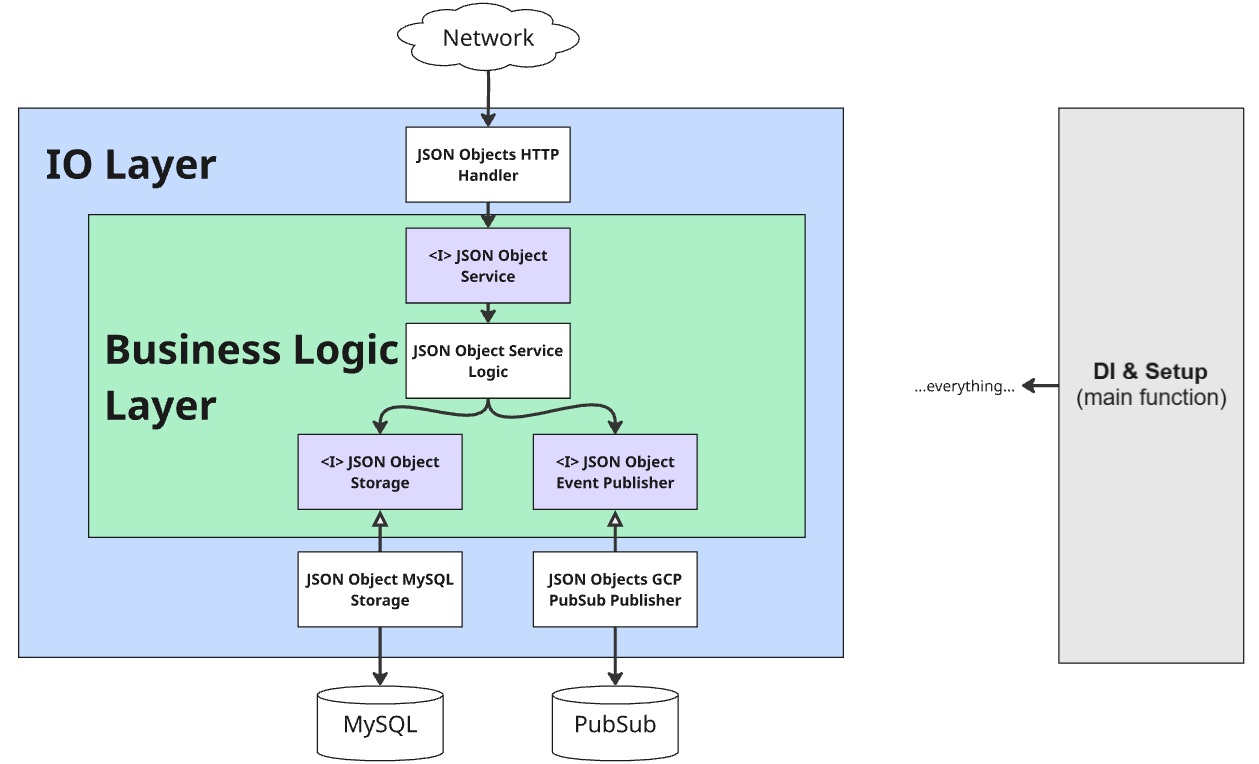 Network
IO Layer
JSON Objects HTTP
Handler
<I> JSON Object
Service
Business Logic
Layer
JSON Object Service
Logic
<I> JSON Object
Storage
<I> JSON Object
Event Publisher
JSON Object MySQL
Storage
JSON Objects GCP
PubSub Publisher
MySQL
PubSub
...everything...
DI & Setup
(main function)